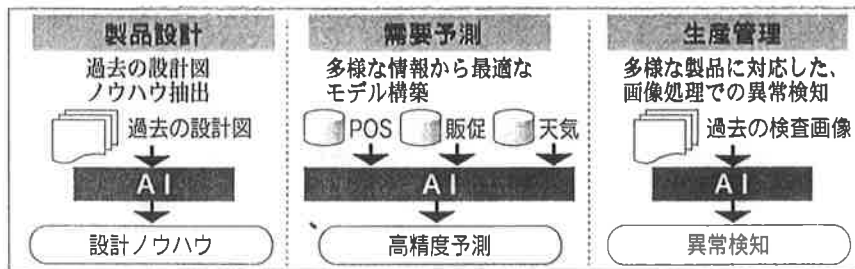 製品設計
過去の設計図
ノウハウ抽出
過去の設計図
AI
設計ノウハウ
需要予測
多様な情報から最適な
モデル構築
POS 販促 天気
AI
高精度予測
生産管理
多様な製品に対応した、
画像処理での異常検知
過去の検査画像
AI
異常検知